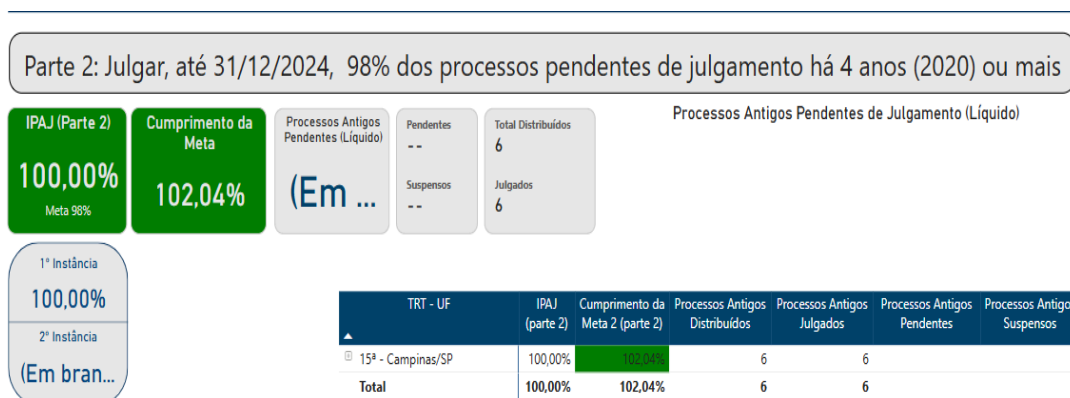 Parte 2: Julgar, até 31/12/2024, 98% dos processos pendentes de julgamento há 4 anos (2020) ou mais
IPAJ (Parte 2)
100,00%
Meta 98%
Cumprimento da
Meta
102,04%
Processos Antigos
Pendentes (Líquido)
(Em ...
Pendentes
--
Suspensos
--
Total Distribuídos
6
Julgados
6
Processos Antigos Pendentes de Julgamento (Líquido)
1ª Instância
100,00%
2ª Instância
(Em bran...
TRT - UF
IPAJ
(parte 2)
Cumprimento da
Meta 2 (parte 2)
Processos Antigos
Distribuídos
Processos Antigos
Julgados
Processos Antigos
Pendentes
Processos Antigo
Suspensos
15ª - Campinas/SP 100,00% 102,04% 6 6
Total 100,00% 102,04% 6 6